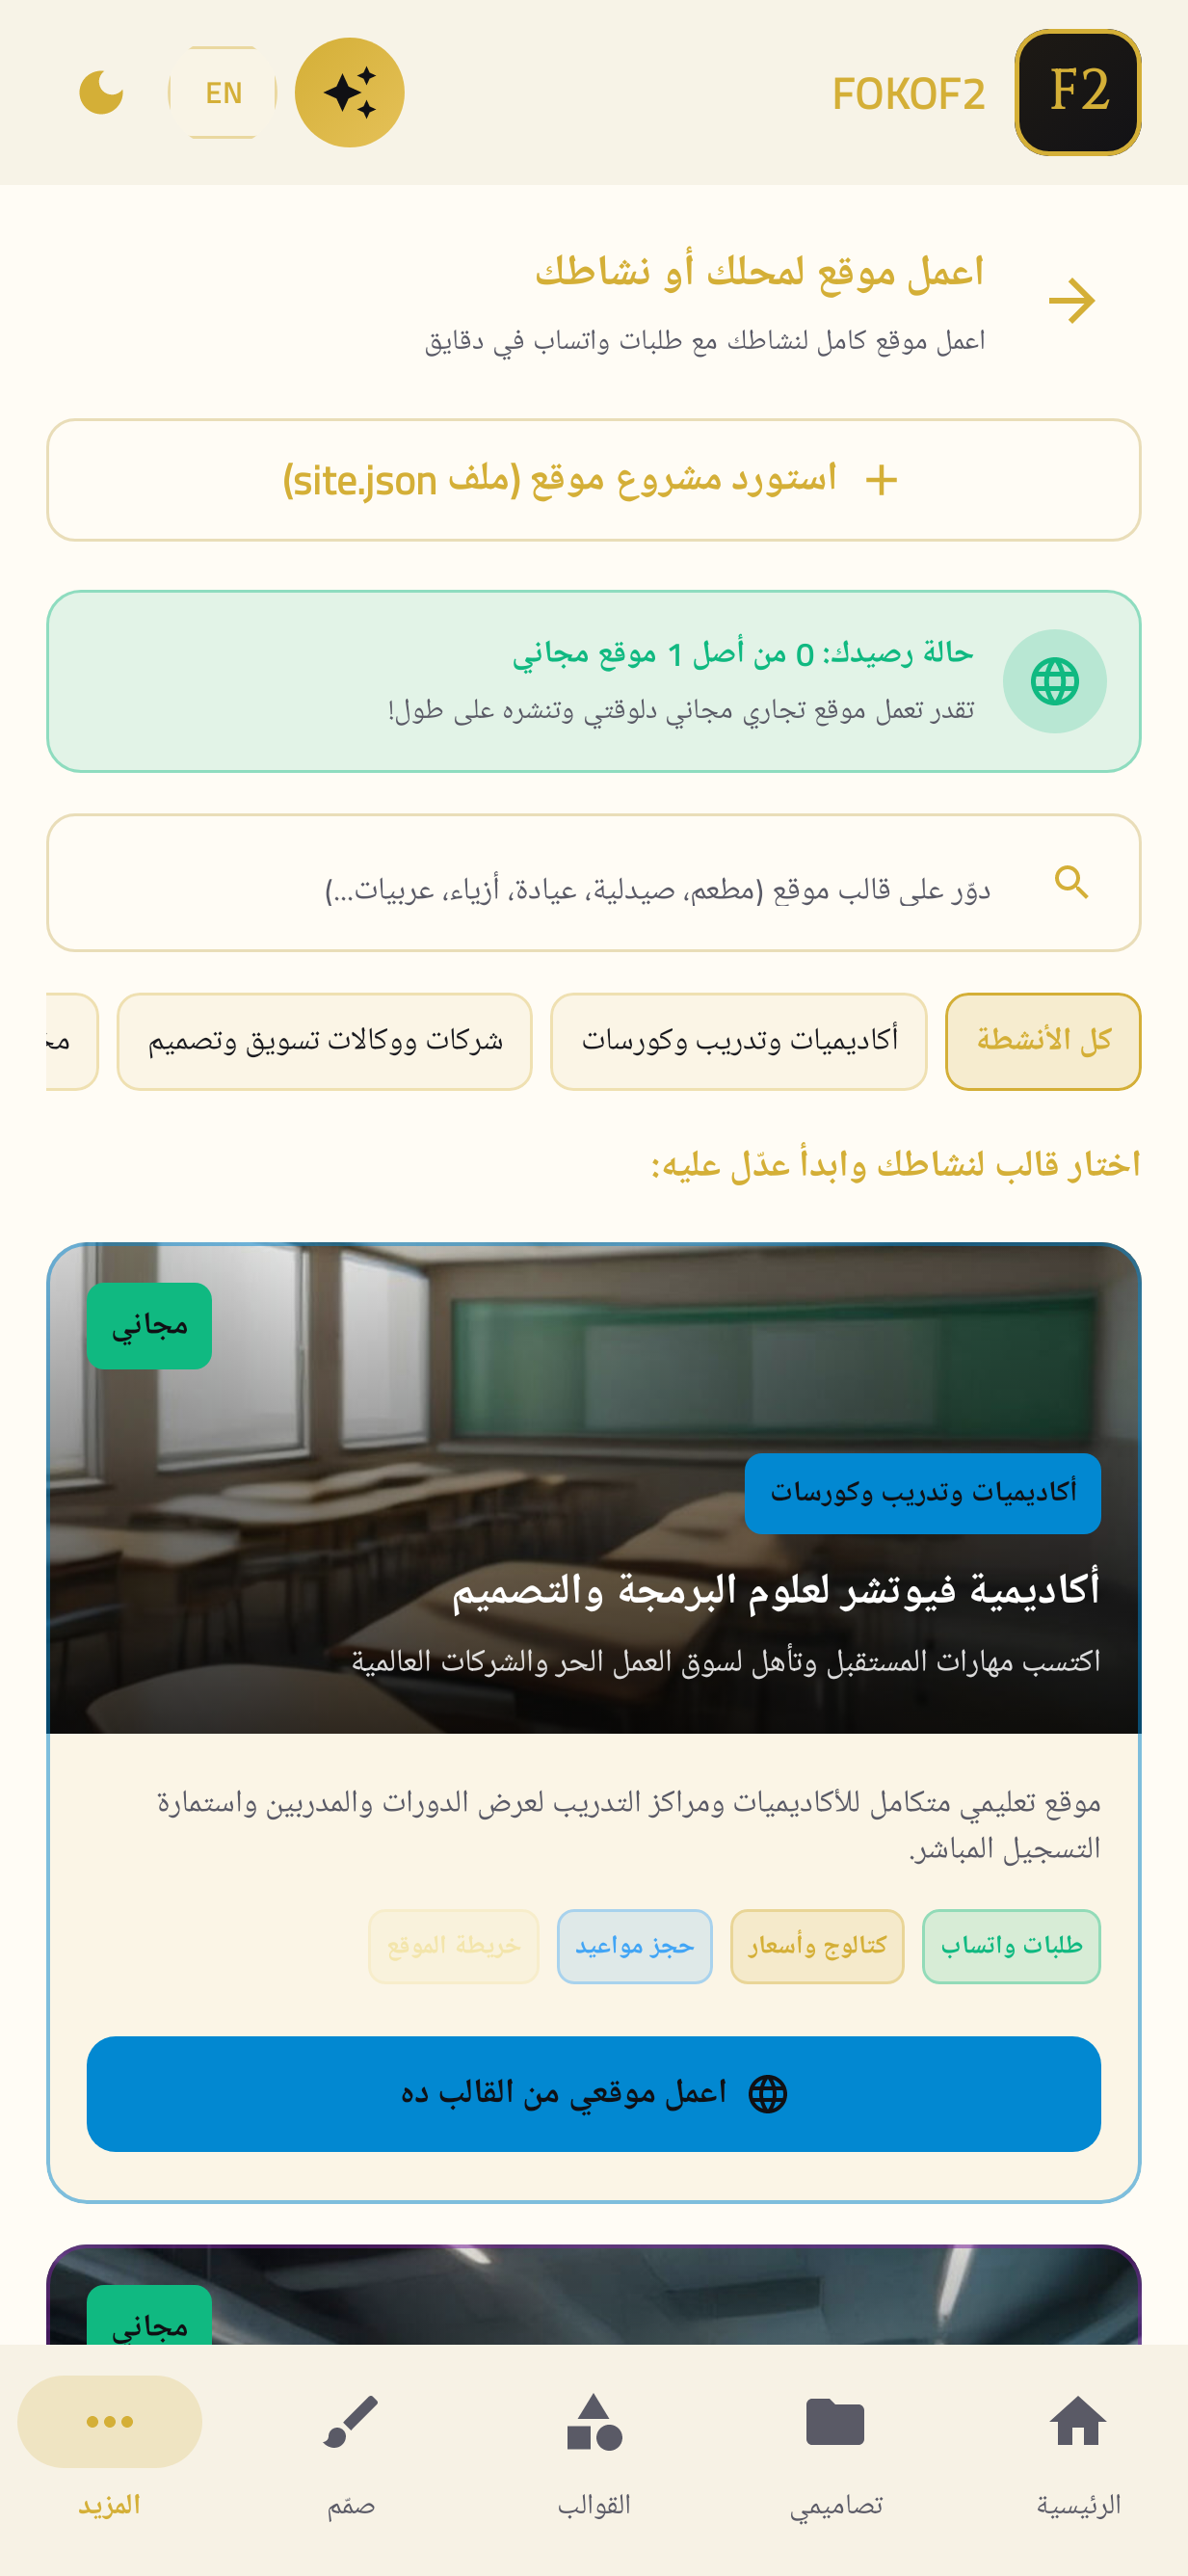 F2
FOKOF2
EN
اعمل موقع لمحلك أو نشاطك
اعمل موقع كامل لنشاطك مع طلبات واتساب في دقايق
استورد مشروع موقع (ملف site.json)
حالة رصيدك: 0 من أصل 1 موقع مجاني
تقدر تعمل موقع تجاري مجاني دلوقتي وتنشره على طول!
دوّر على قالب موقع (مطعم، صيدلية، عيادة، أزياء، عربيات...)
كل الأنشطة
أكاديميات وتدريب وكورسات
شركات ووكالات تسويق وتصميم
اختار قالب لنشاطك وابدأ عدّل عليه:
مجاني
أكاديميات وتدريب وكورسات
أكاديمية فيوتشر لعلوم البرمجة والتصميم
اكتسب مهارات المستقبل وتأهل لسوق العمل الحر والشركات العالمية
موقع تعليمي متكامل للأكاديميات ومراكز التدريب لعرض الدورات والمدربين واستمارة
التسجيل المباشر.
طلبات واتساب
كتالوج وأسعار
حجز مواعيد
خريطة الموقع
اعمل موقعي من القالب ده
مجاني
الرئيسية
تصاميمي
القوالب
صمّم
المزيد